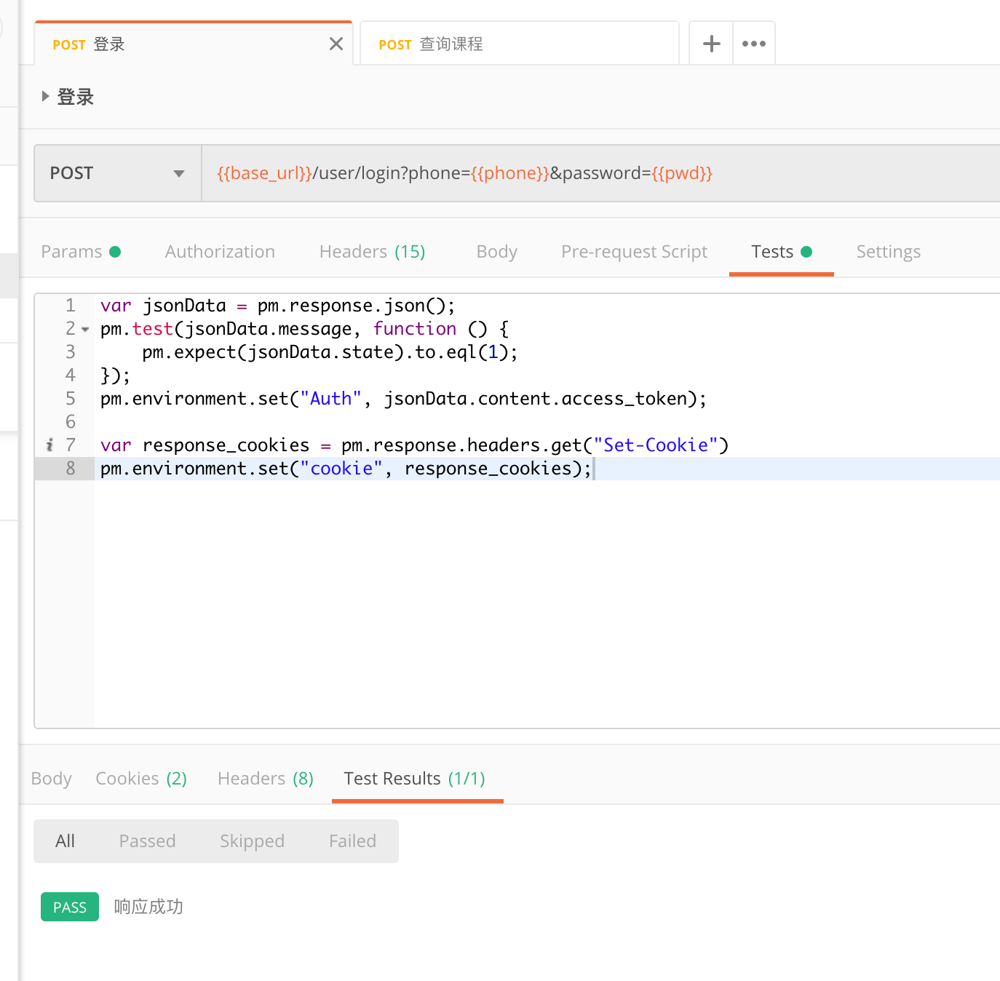 POST 登录
POST 查询课程
登录
POST {{base_url}}/user/login?phone={{phone}}&password={{pwd}}
Params Authorization Headers (15) Body Pre-request Script Tests Settings
1 var jsonData = pm.response.json();
2 pm.test(jsonData.message, function () {
3 pm.expect(jsonData.state).to.eql(1);
4 });
5 pm.environment.set("Auth", jsonData.content.access_token);
6
7 var response_cookies = pm.response.headers.get("Set-Cookie")
8 pm.environment.set("cookie", response_cookies);
Body Cookies (2) Headers (8) Test Results (1/1)
All Passed Skipped Failed
PASS 响应成功